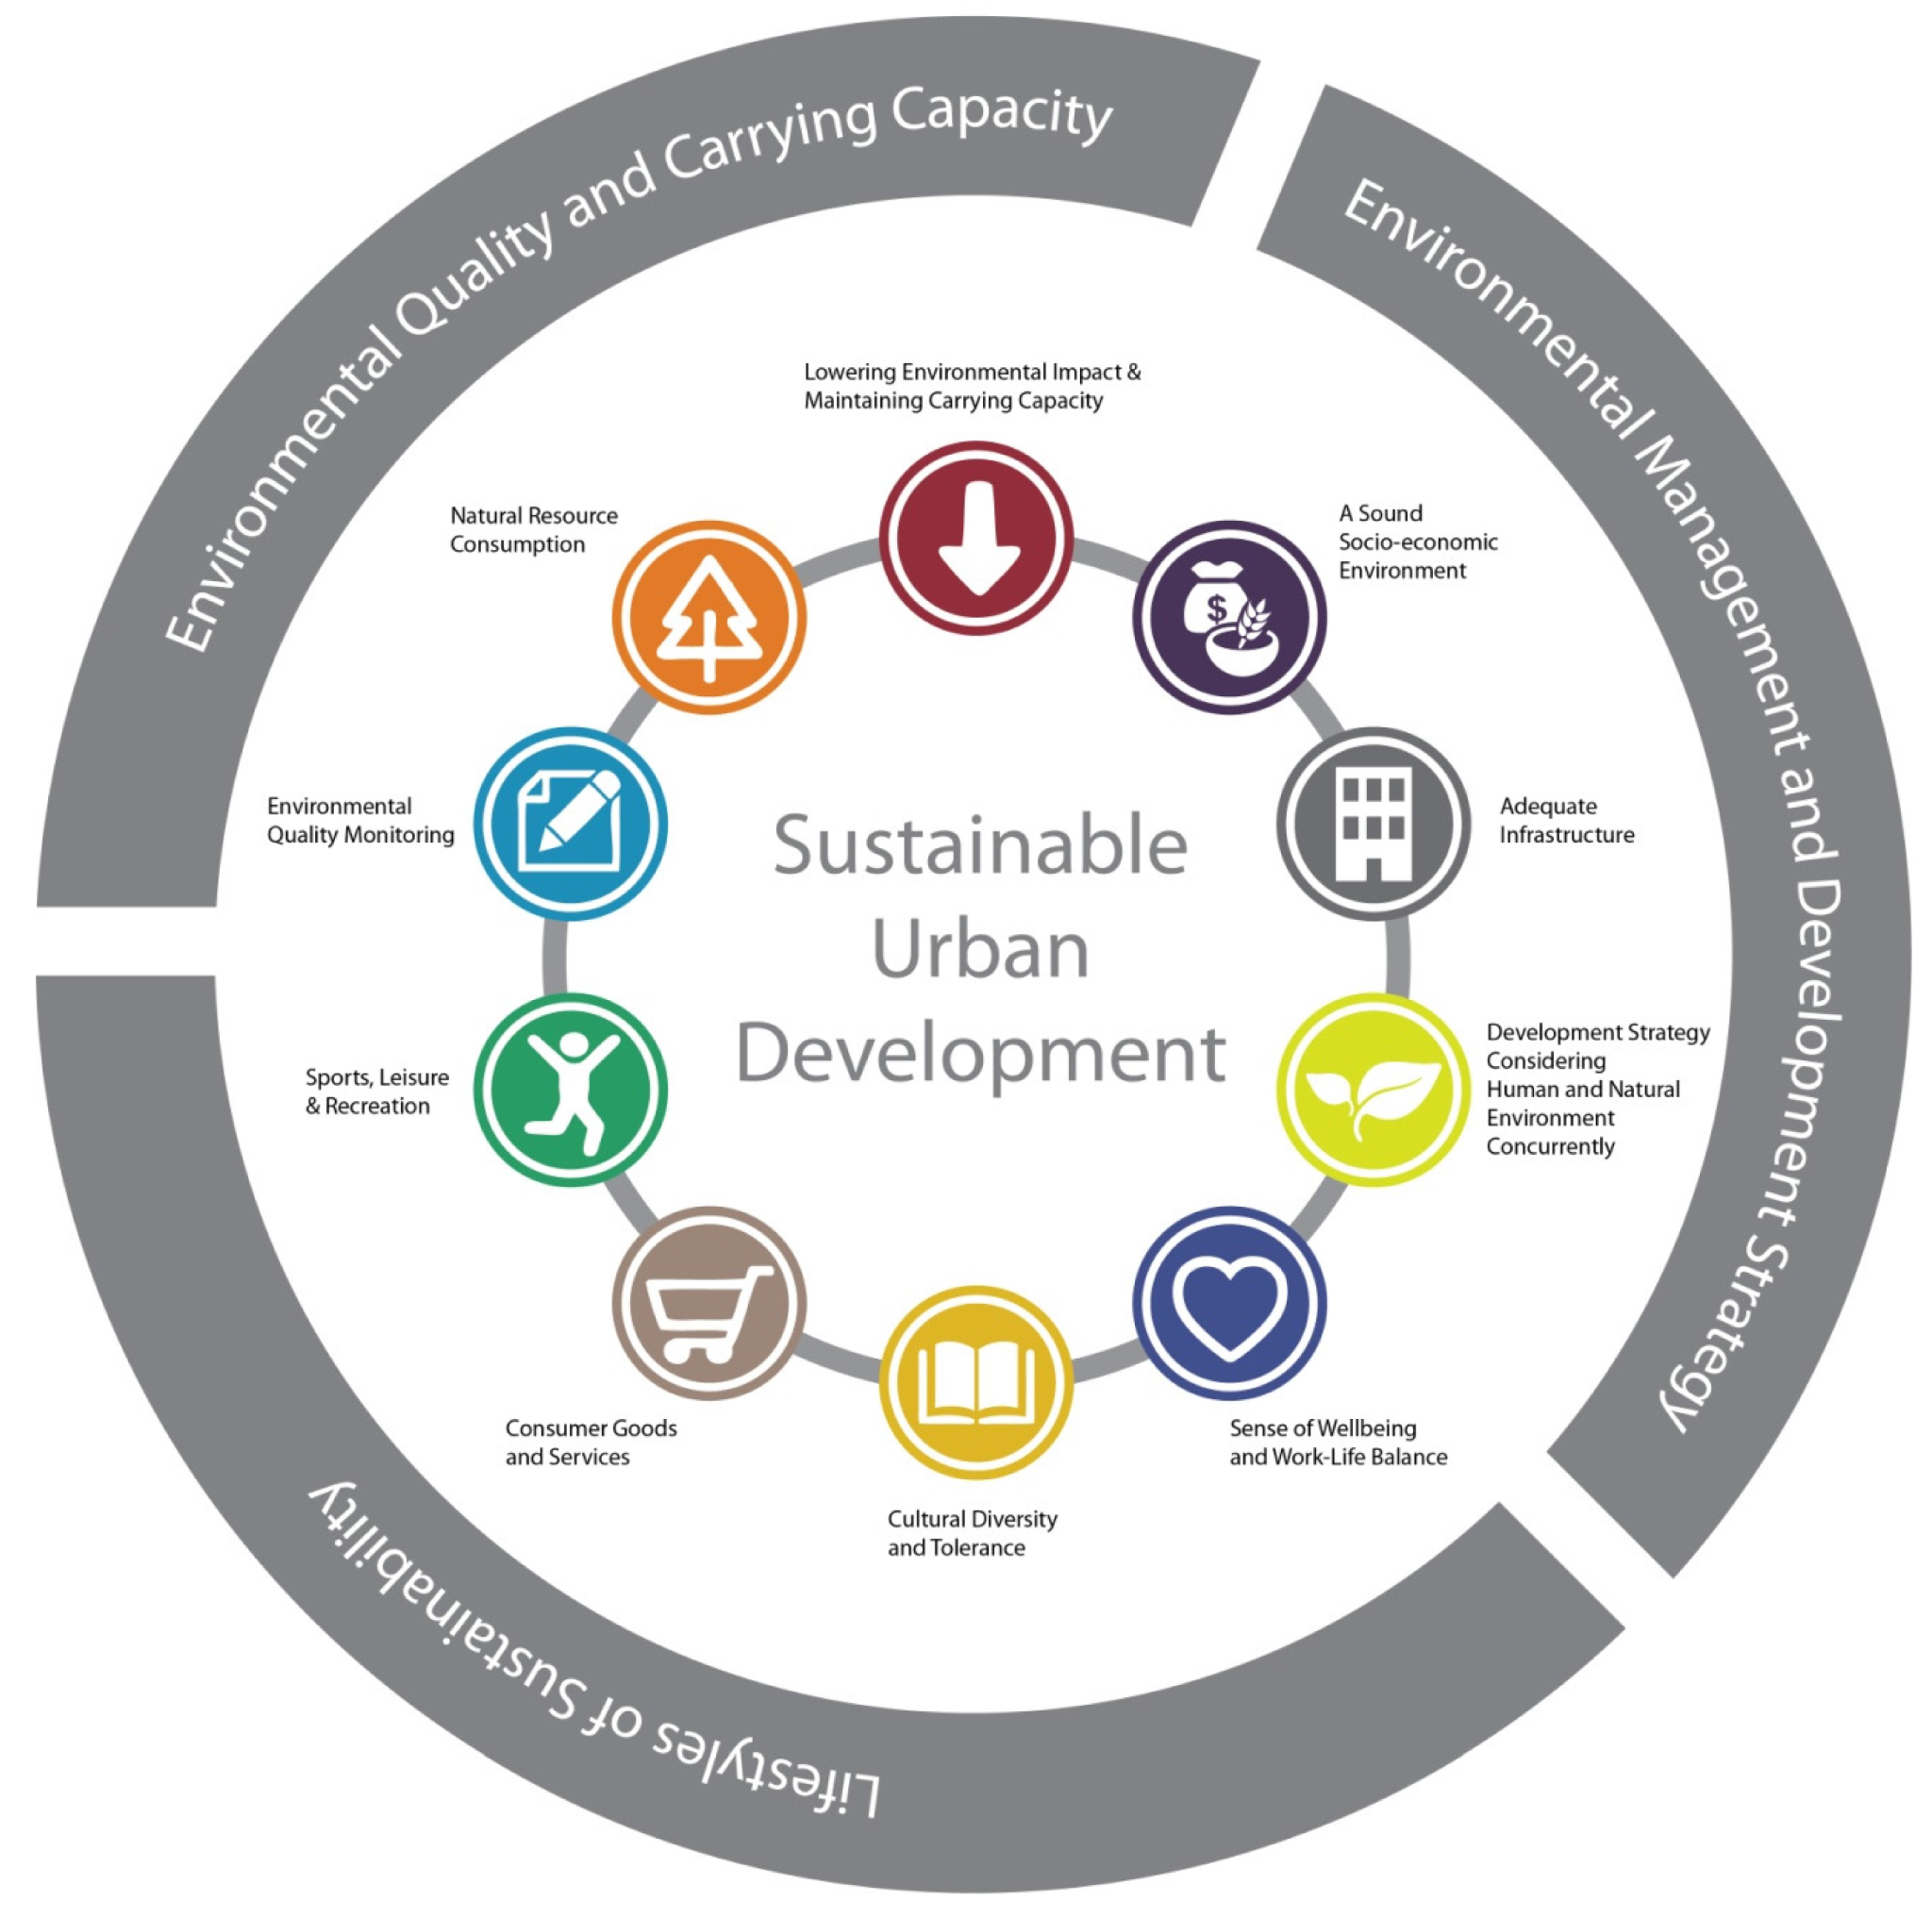 Environmental Quality and Carrying Capacity
Environmental Management and Development Strategy
Lowering Environmental Impact &
Maintaining Carrying Capacity
Natural Resource
Consumption
A Sound
Socio-economic
Environment
$
Environmental
Quality Monitoring
Adequate
Infrastructure
Sustainable
Urban
Development
Sports, Leisure
& Recreation
Development Strategy
Considering
Human and Natural
Environment
Concurrently
Consumer Goods
and Services
Sense of Wellbeing
and Work-Life Balance
Cultural Diversity
and Tolerance
Lifestyles of Sustainability